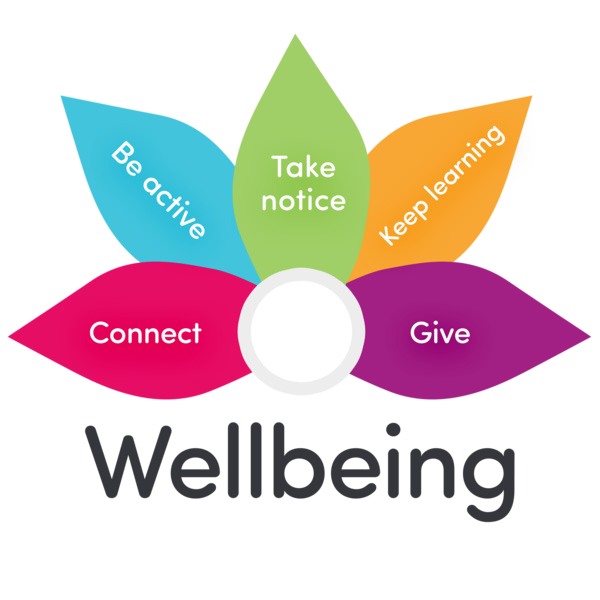 Connect
Be active
Take
notice
Keep learning
Give
Wellbeing